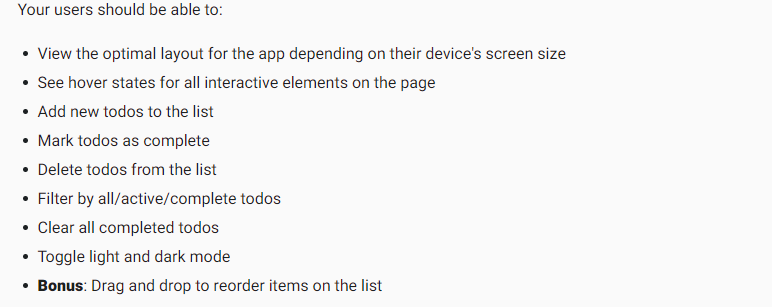 Your users should be able to:
• View the optimal layout for the app depending on their device's screen size
• See hover states for all interactive elements on the page
• Add new todos to the list
• Mark todos as complete
• Delete todos from the list
• Filter by all/active/complete todos
• Clear all completed todos
• Toggle light and dark mode
• Bonus: Drag and drop to reorder items on the list